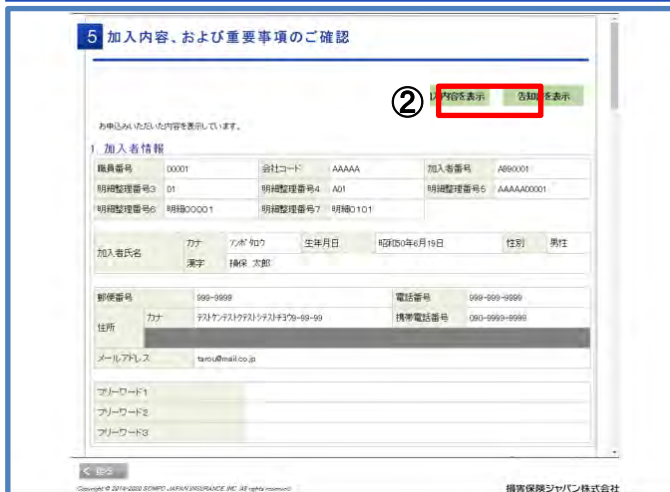 5 加入内容、および重要事項のご確認
② 内容を表示 告知 を表示
お申込みいただいた内容を表示しています。
1. 加入者情報
職員番号 00001 会社コード AAAAA 加入者番号 A890001
明細整理番号3 01 明細整理番号4 A01 明細整理番号5 AAAAA00001
明細整理番号6 明細00001 明細整理番号7 明細0101
加入者氏名 カナ 生年月日 昭和50年6月19日 性別 男性
漢字 損保 太郎
郵便番号 999-9999 電話番号 999-999-9999
住所 カナ 携帯電話番号 090-9999-9999
メールアドレス tarou@mail.co.jp
フリーワード1
フリーワード2
フリーワード3
< 戻る
Copyright © 2014-2022 SOMPO JAPAN INSURANCE INC. All rights reserved. 損害保険ジャパン株式会社